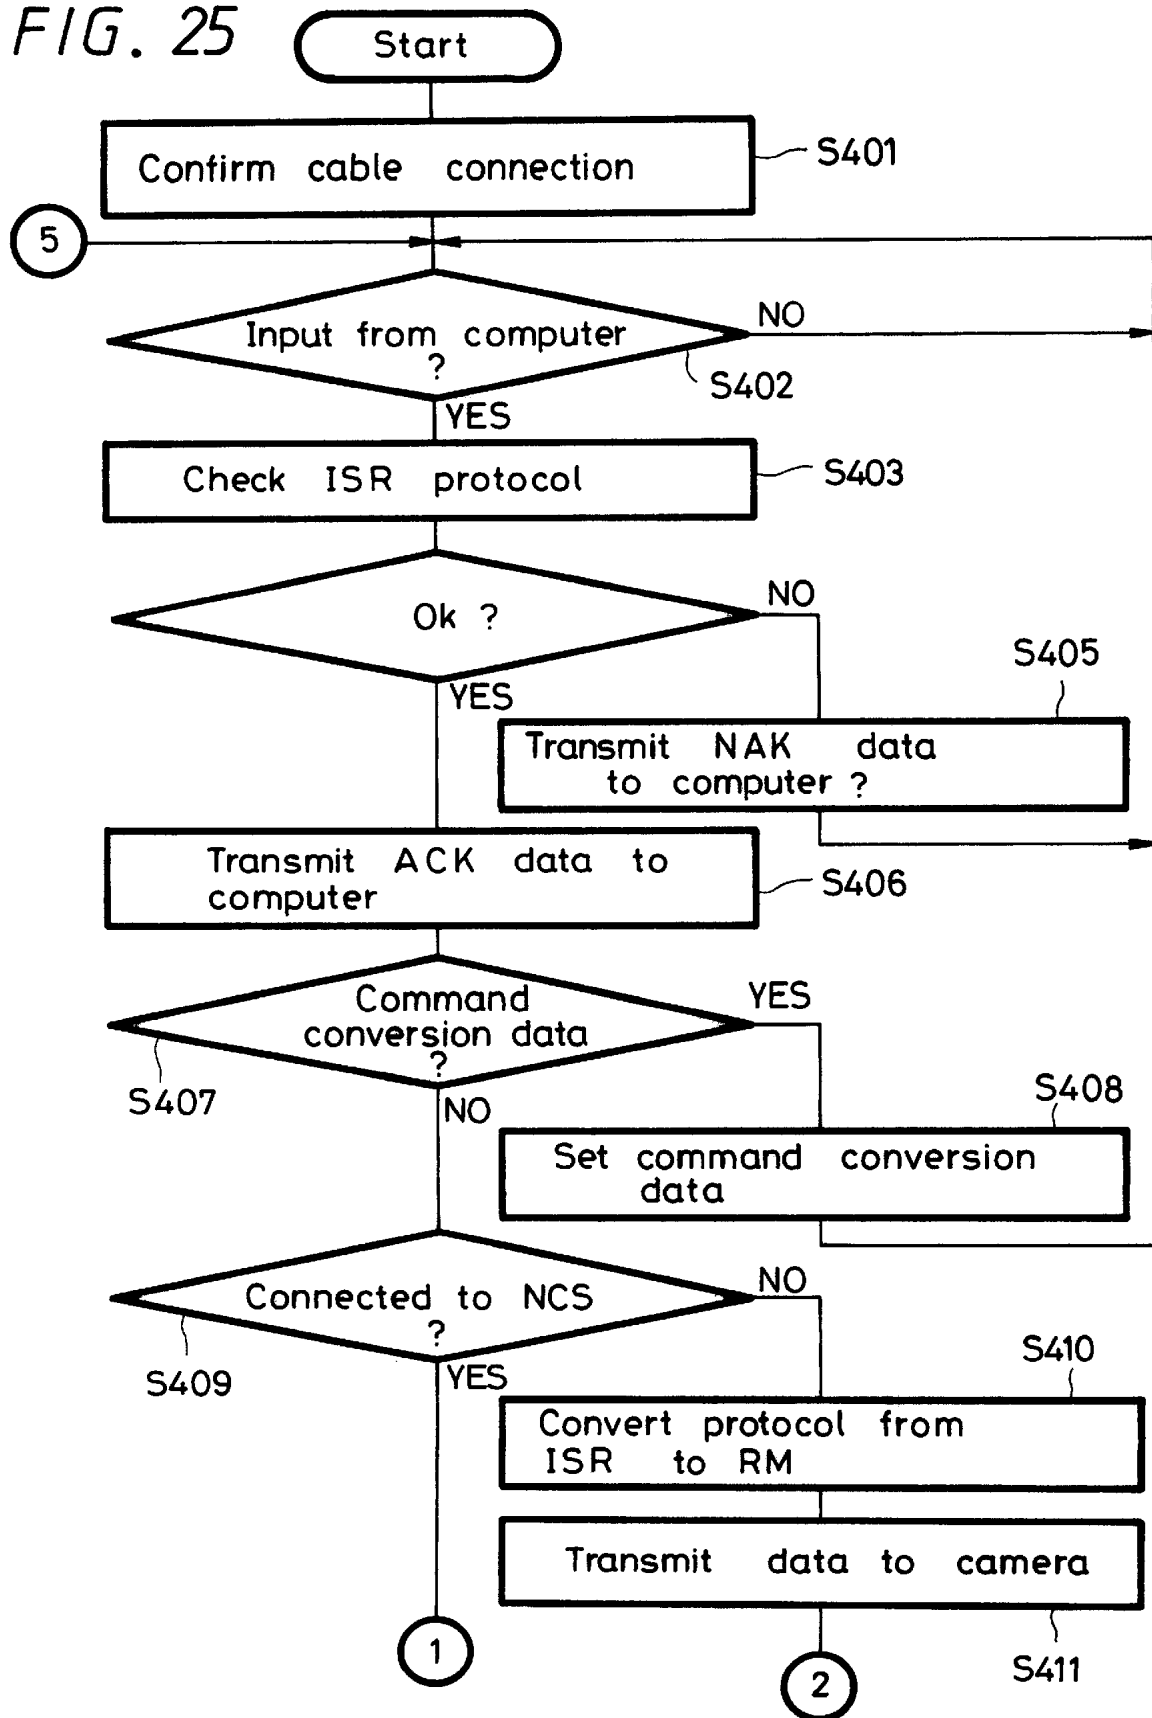 FIG. 25
Start
Confirm cable connection
S401
5
Input from computer
?
NO
S402
YES
Check ISR protocol
S403
Ok ?
NO
YES
S405
Transmit NAK data
to computer ?
Transmit ACK data to
computer
S406
Command
conversion data
?
YES
S407
NO
S408
Set command conversion
data
Connected to NCS
?
NO
S409
YES
S410
Convert protocol from
ISR to RM
Transmit data to camera
S411
1
2